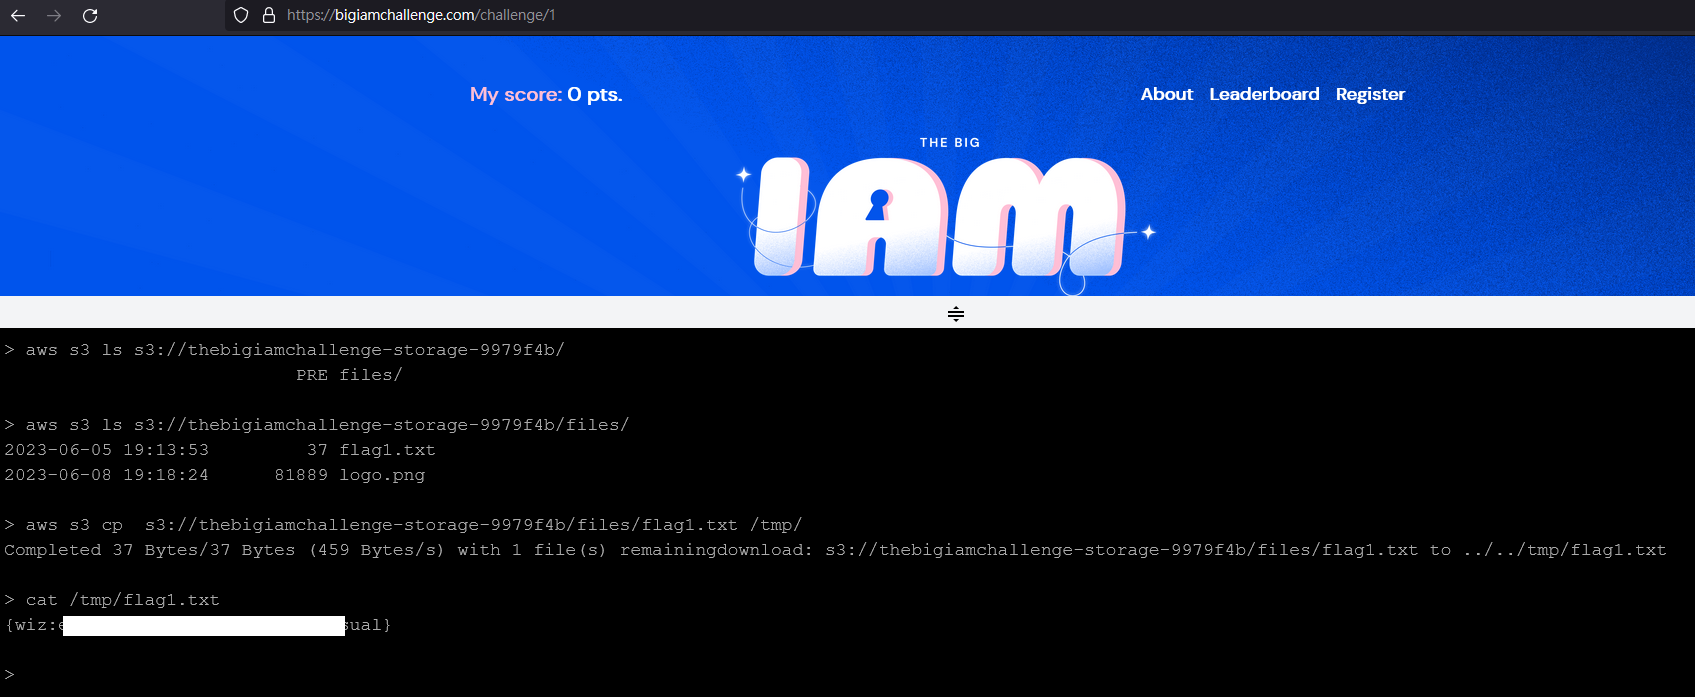 https://bigiamchallenge.com/challenge/1
My score: 0 pts.
About Leaderboard Register
THE BIG
IAM
> aws s3 ls s3://thebigiamchallenge-storage-9979f4b/
PRE files/
> aws s3 ls s3://thebigiamchallenge-storage-9979f4b/files/
2023-06-05 19:13:53 37 flag1.txt
2023-06-08 19:18:24 81889 logo.png
> aws s3 cp  s3://thebigiamchallenge-storage-9979f4b/files/flag1.txt /tmp/
Completed 37 Bytes/37 Bytes (459 Bytes/s) with 1 file(s) remainingdownload: s3://thebigiamchallenge-storage-9979f4b/files/flag1.txt to ../../tmp/flag1.txt
> cat /tmp/flag1.txt
{wiz:e sual}
>